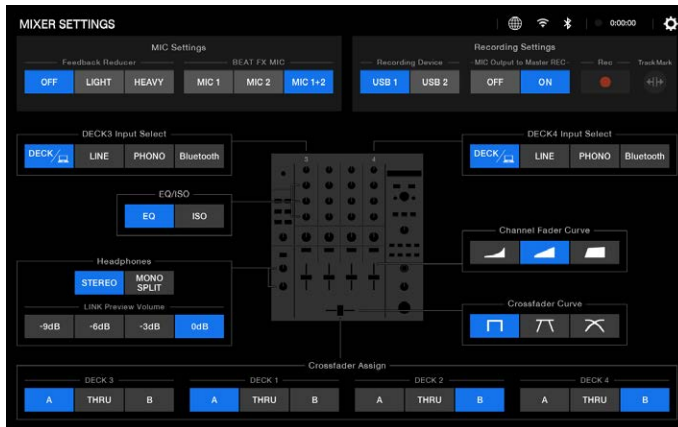 MIXER SETTINGS
0:00:00
MIC Settings
Feedback Reducer
BEAT FX MIC
OFF LIGHT HEAVY MIC 1 MIC 2 MIC 1+2
Recording Settings
Recording Device MIC Output to Master REC Rec Track Mark
USB 1 USB 2 OFF ON
DECK3 Input Select
DECK/ LINE PHONO Bluetooth
DECK4 Input Select
DECK/ LINE PHONO Bluetooth
3 4
EQ/ISO
EQ ISO
Channel Fader Curve
Headphones
STEREO MONO SPLIT
LINK Preview Volume
-9dB -6dB -3dB 0dB
Crossfader Curve
Crossfader Assign
DECK 3 DECK 1 DECK 2 DECK 4
A THRU B A THRU B A THRU B A THRU B